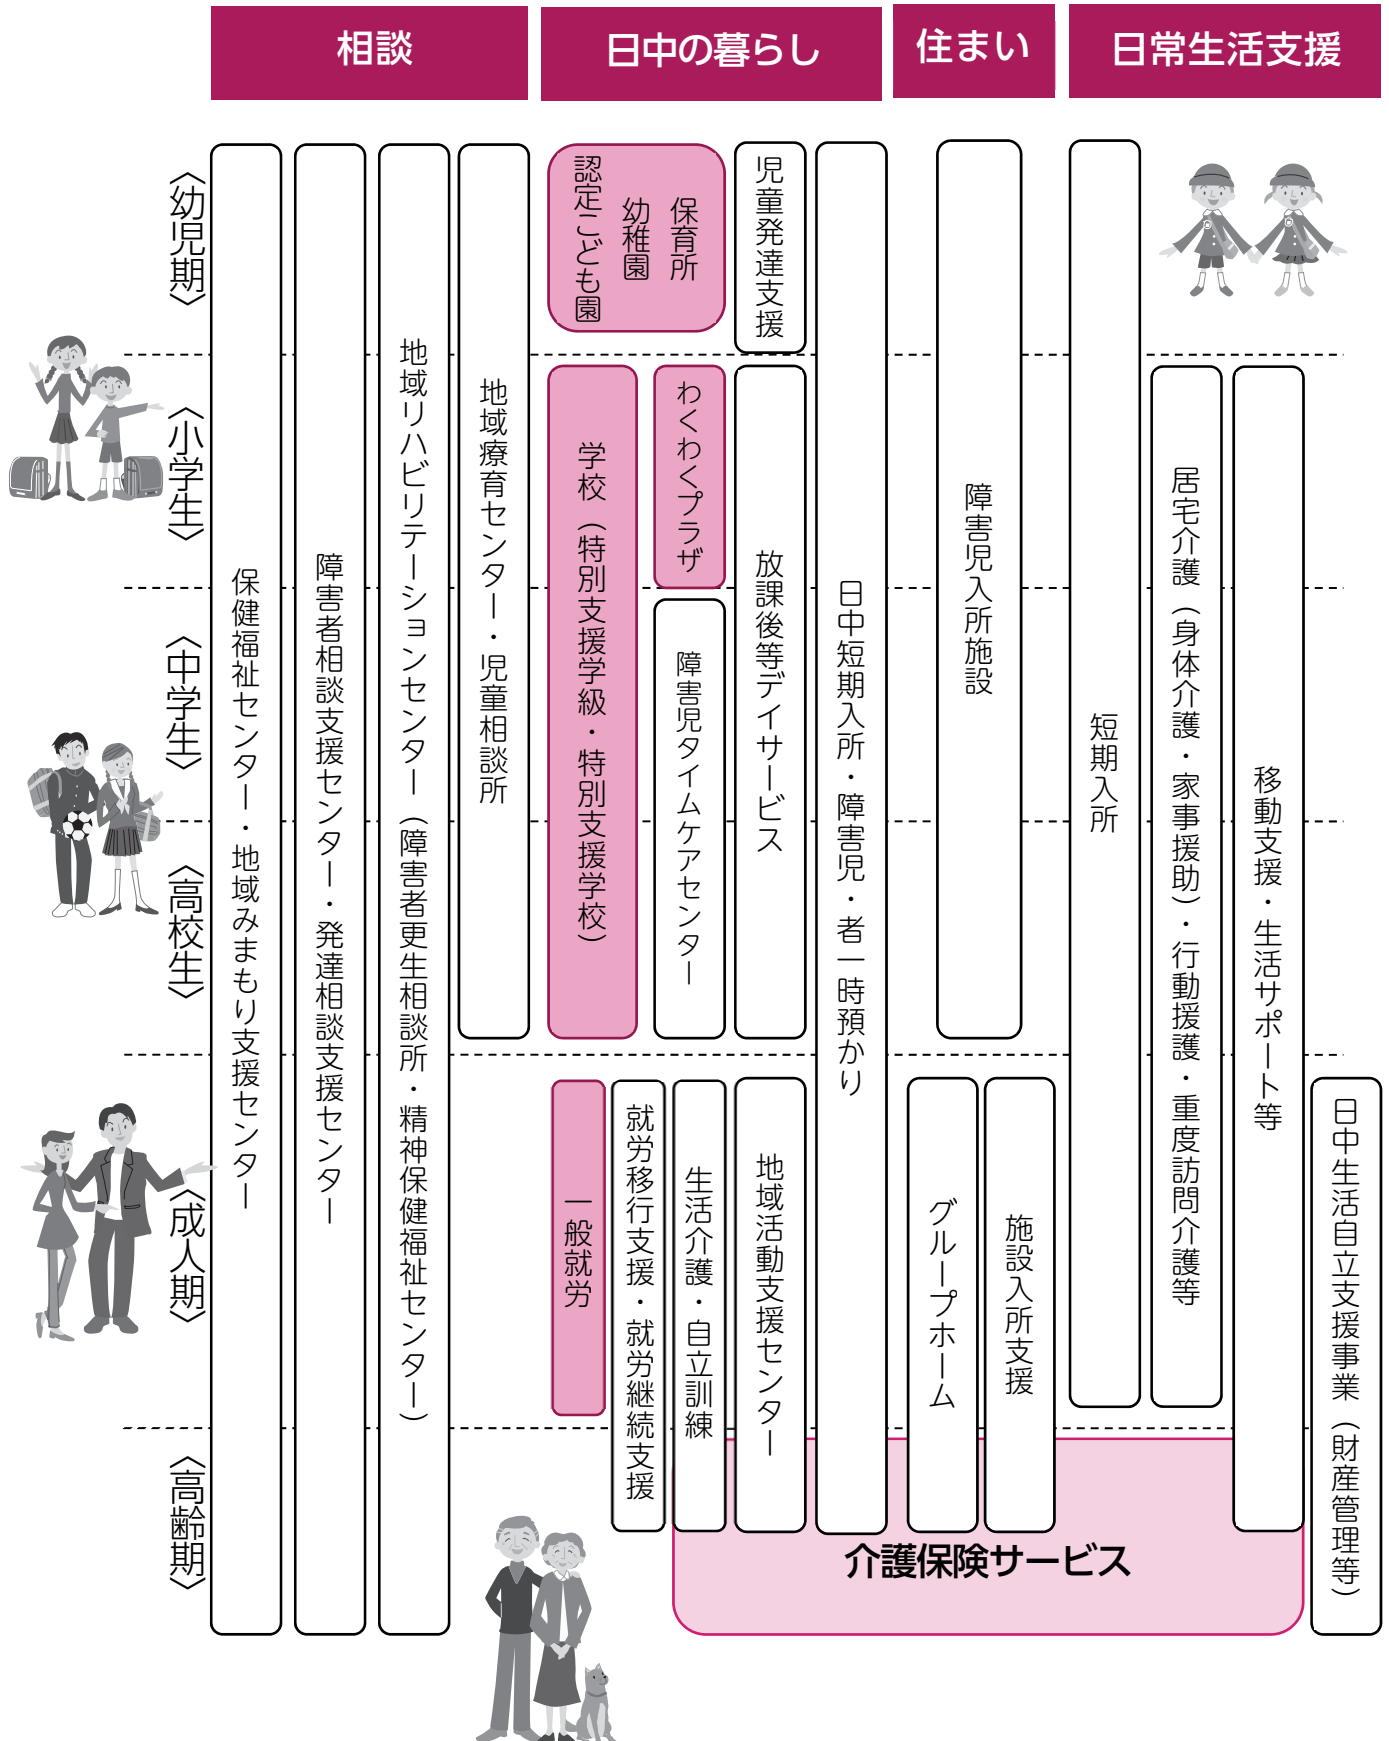 相談
日中の暮らし
住まい
日常生活支援
〈幼児期〉
〈小学生〉
〈中学生〉
〈高校生〉
〈成人期〉
〈高齢期〉
保健福祉センター・地域みまもり支援センター
障害者相談支援センター・発達相談支援センター
地域リハビリテーションセンター（障害者更生相談所・精神保健福祉センター）
地域療育センター・児童相談所
保育所
幼稚園
認定こども園
児童発達支援
学校（特別支援学級・特別支援学校）
わくわくプラザ
障害児タイムケアセンター
放課後等デイサービス
日中短期入所・障害児・者一時預かり
一般就労
就労移行支援・就労継続支援
生活介護・自立訓練
地域活動支援センター
障害児入所施設
グループホーム
施設入所支援
短期入所
居宅介護（身体介護・家事援助）・行動援護・重度訪問介護等
移動支援・生活サポート等
日中生活自立支援事業（財産管理等）
介護保険サービス